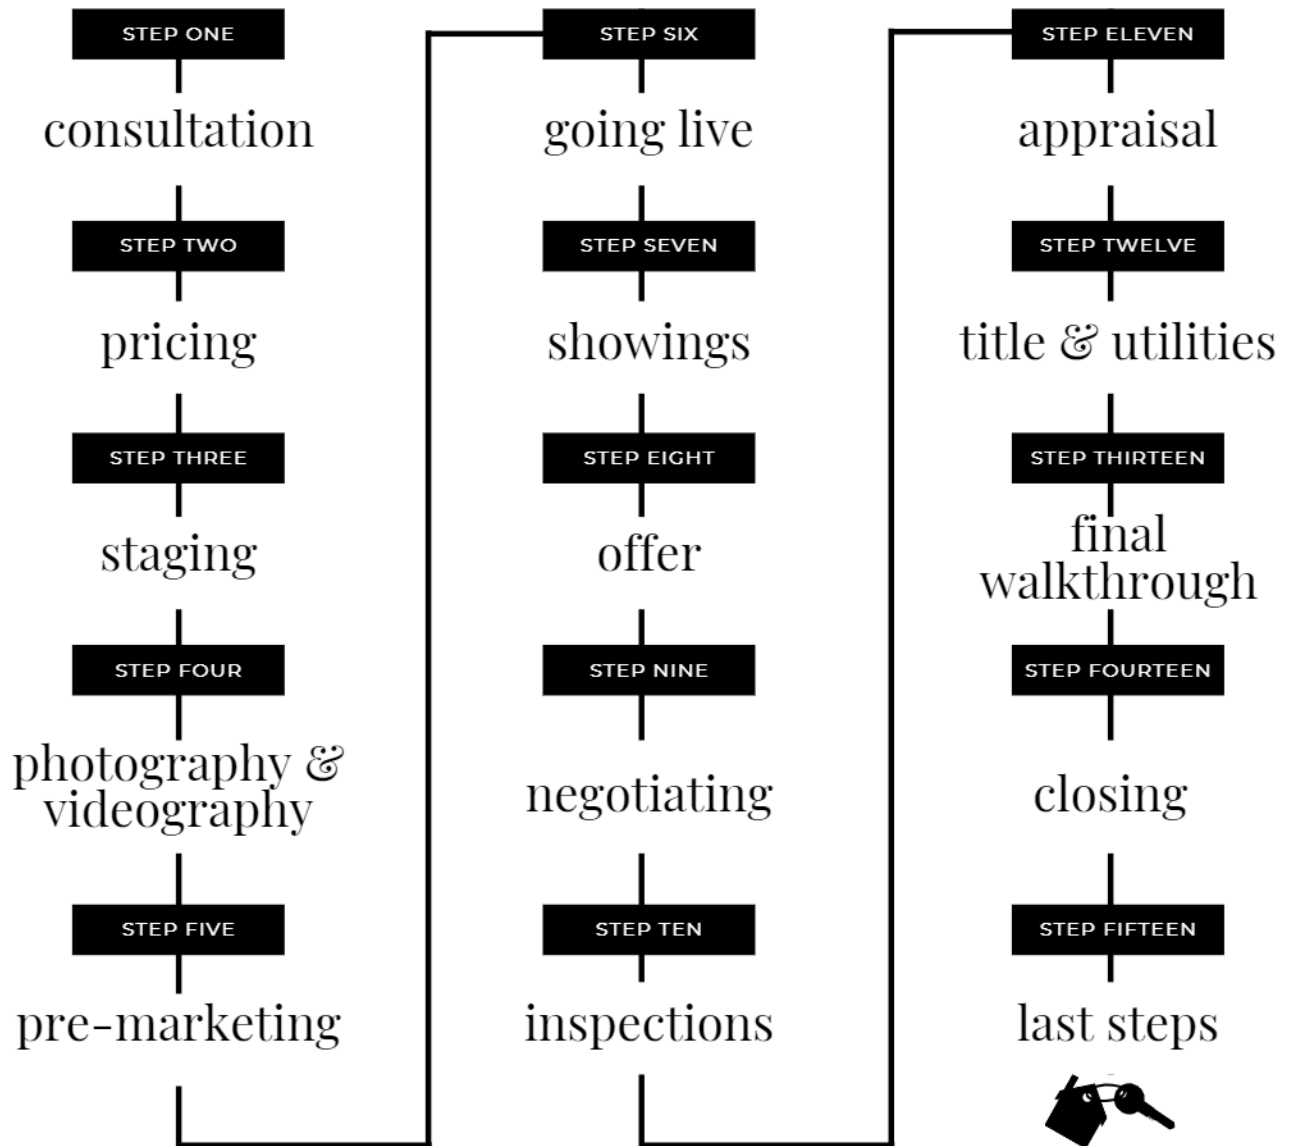 STEP ONE
consultation
STEP TWO
pricing
STEP THREE
staging
STEP FOUR
photography &
videography
STEP FIVE
pre-marketing
STEP SIX
going live
STEP SEVEN
showings
STEP EIGHT
offer
STEP NINE
negotiating
STEP TEN
inspections
STEP ELEVEN
appraisal
STEP TWELVE
title & utilities
STEP THIRTEEN
final
walkthrough
STEP FOURTEEN
closing
STEP FIFTEEN
last steps